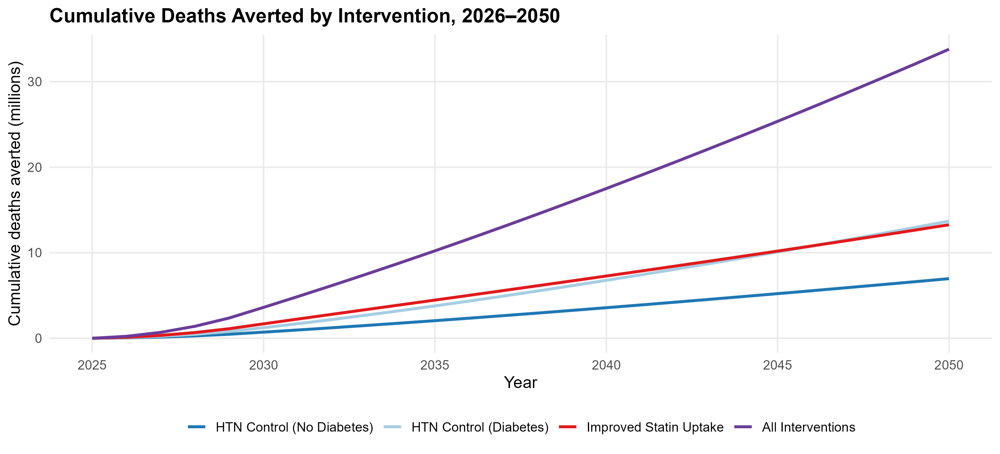 Cumulative Deaths Averted by Intervention, 2026–2050
Cumulative deaths averted (millions)
30
20
10
0
2025 2030 2035 2040 2045 2050
Year
HTN Control (No Diabetes) HTN Control (Diabetes) Improved Statin Uptake All Interventions